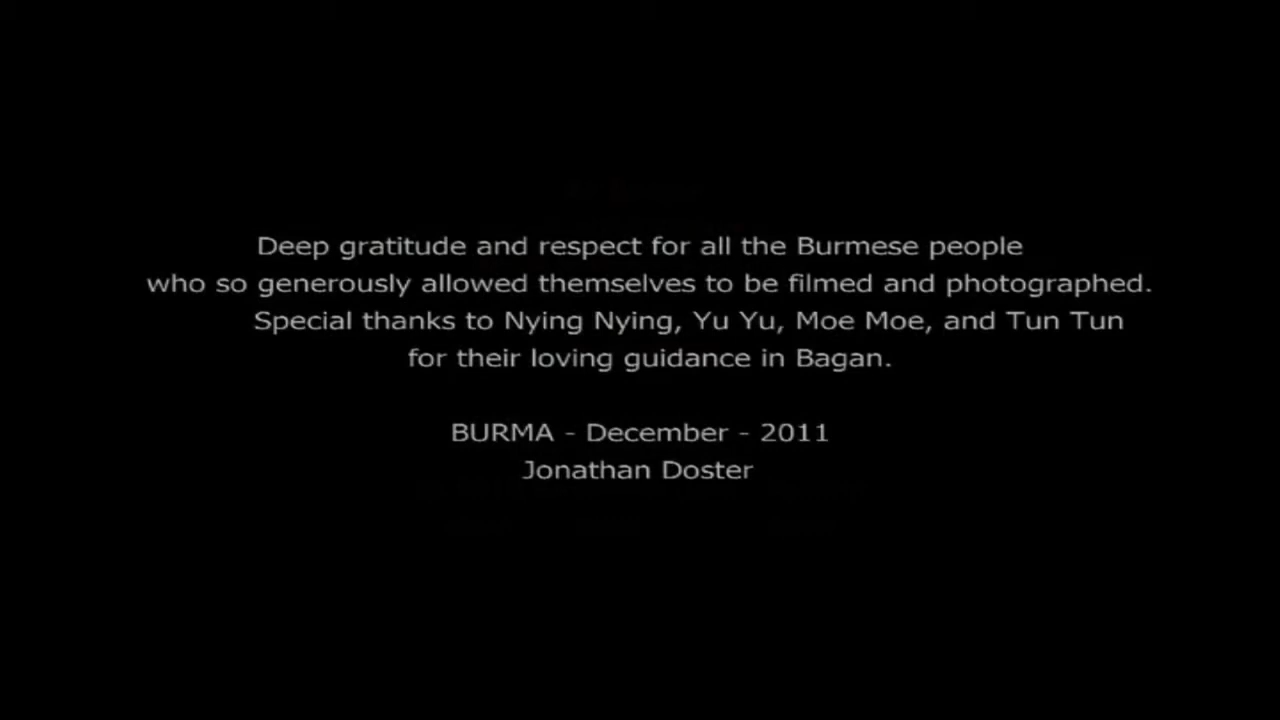 Deep gratitude and respect for all the Burmese people
who so generously allowed themselves to be filmed and photographed.
Special thanks to Nying Nying, Yu Yu, Moe Moe, and Tun Tun
for their loving guidance in Bagan.
BURMA - December - 2011
Jonathan Doster